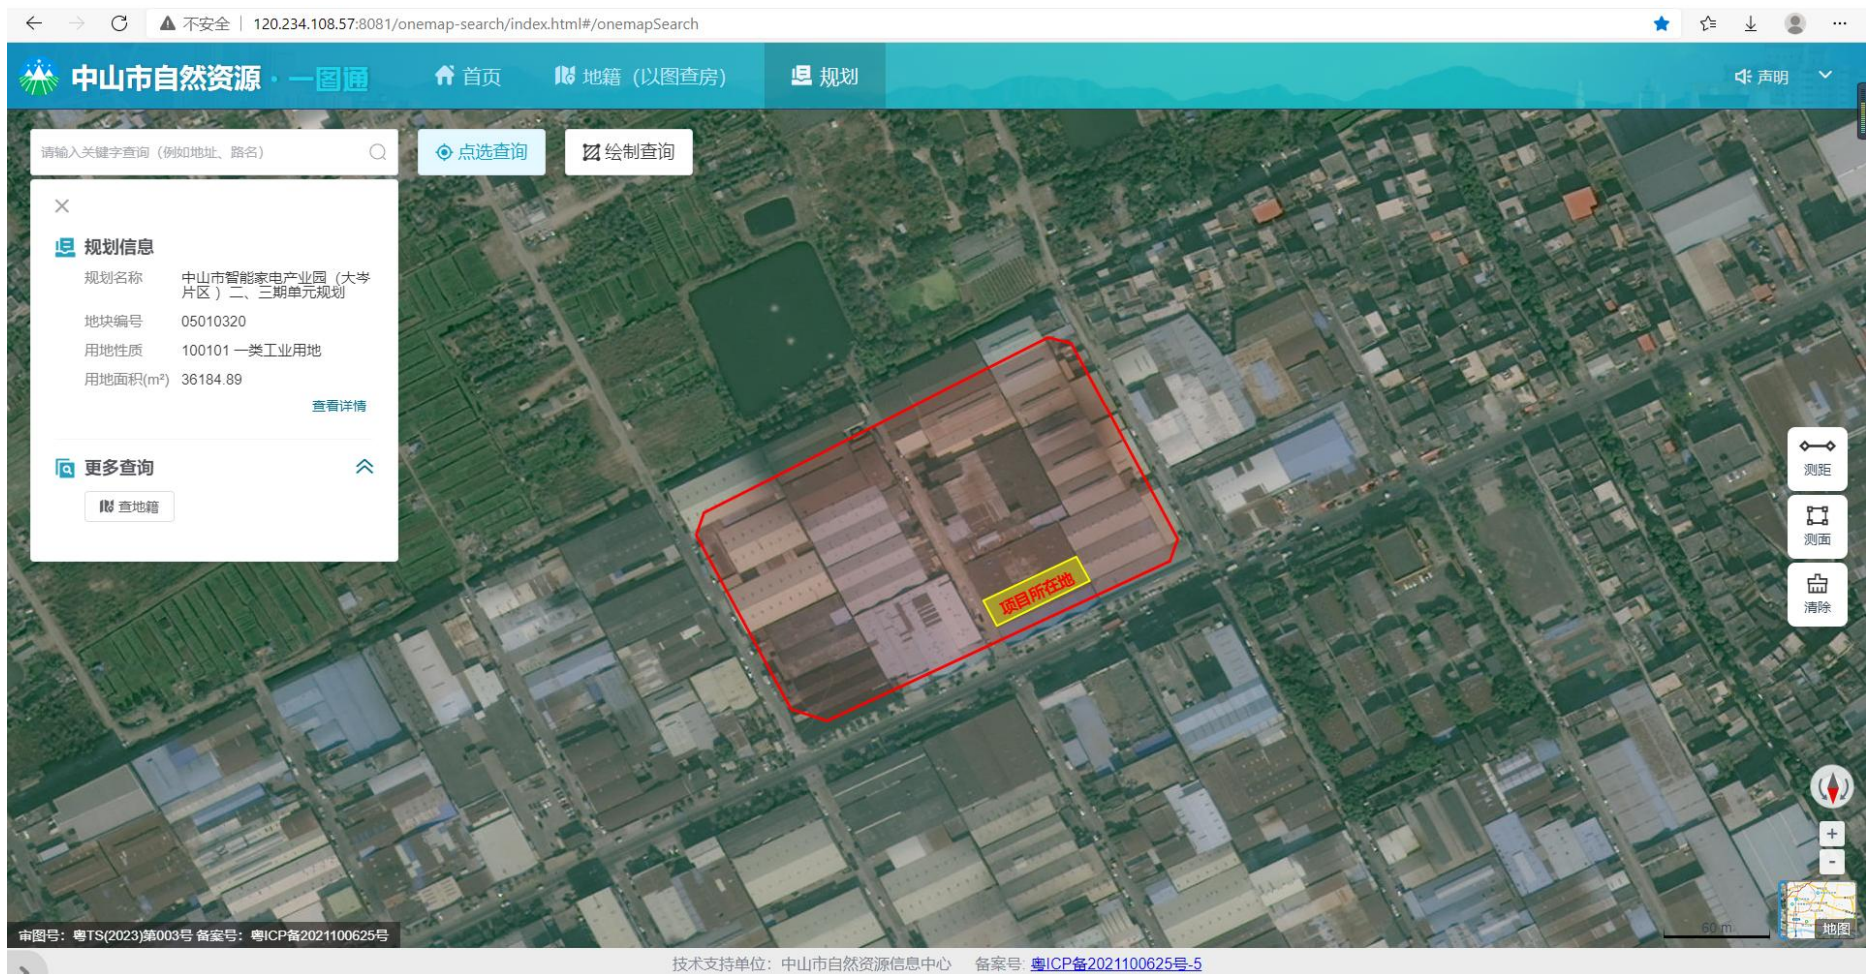 不安全 | 120.234.108.57:8081/onemap-search/index.html#/onemapSearch
中山市自然资源·一图通
首页
地籍（以图查房）
规划
声明
请输入关键字查询（例如地址、路名）
点选查询
绘制查询
规划信息
规划名称 中山市智能家电产业园（大岑
片区）二、三期单元规划
地块编号 05010320
用地性质 100101 一类工业用地
用地面积(m²) 36184.89
查看详情
更多查询
查地籍
项目所在地
测距
测面
清除
+
-
60 m
地图
审图号：粤TS(2023)第003号 备案号：粤ICP备2021100625号
技术支持单位：中山市自然资源信息中心 备案号: 粤ICP备2021100625号-5